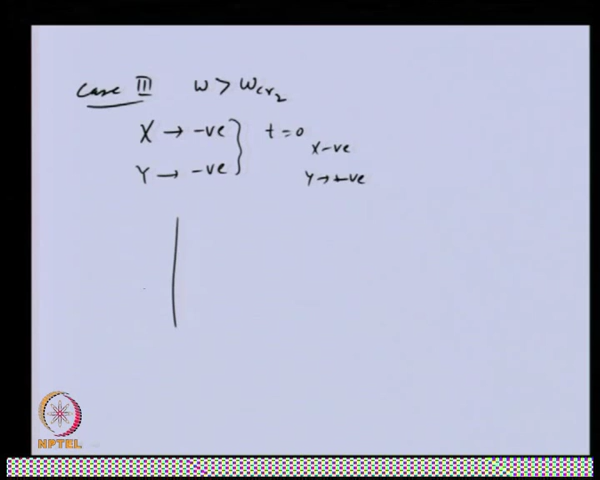 Case III ω > ωcr2
X → -ve } t = 0
X -ve
Y → -ve
Y → -ve
NPTEL